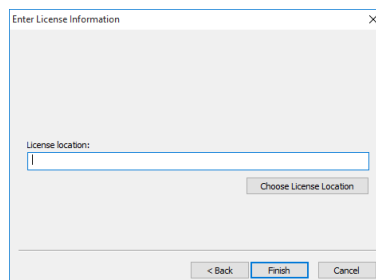 Enter License Information
License location:
Choose License Location
< Back Finish Cancel